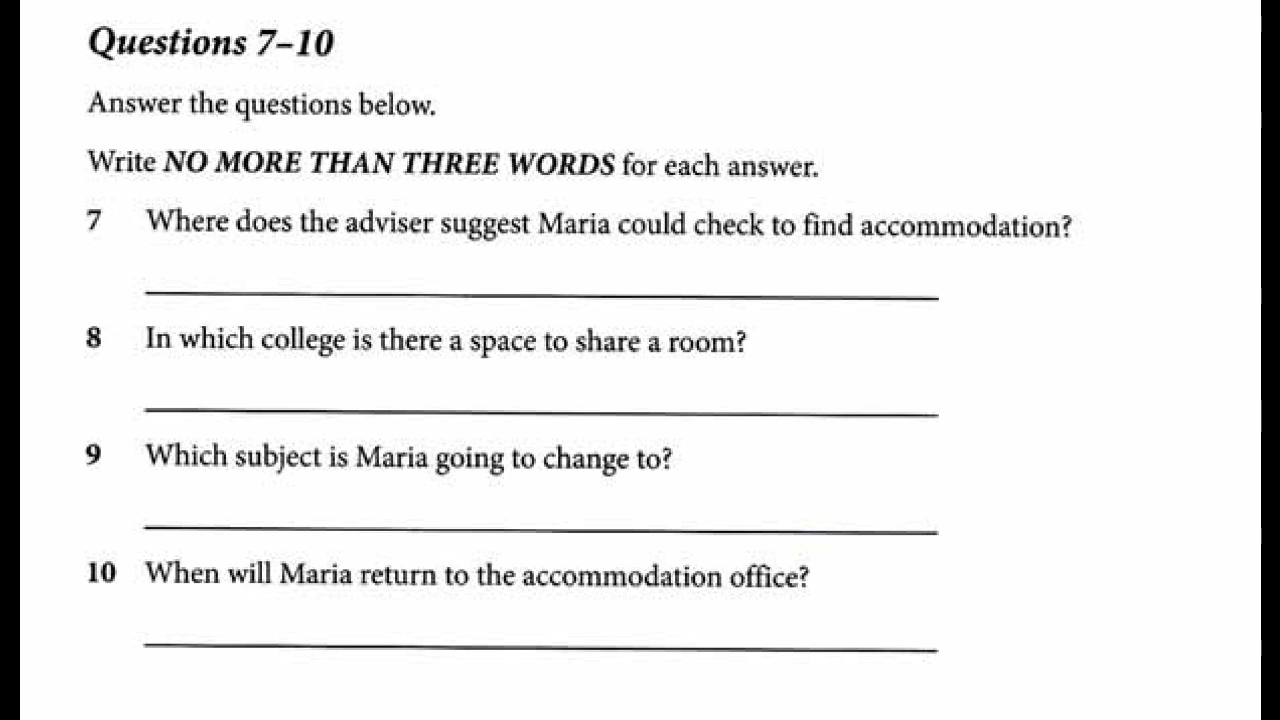 Questions 7–10
Answer the questions below.
Write NO MORE THAN THREE WORDS for each answer.
7 Where does the adviser suggest Maria could check to find accommodation?
8 In which college is there a space to share a room?
9 Which subject is Maria going to change to?
10 When will Maria return to the accommodation office?